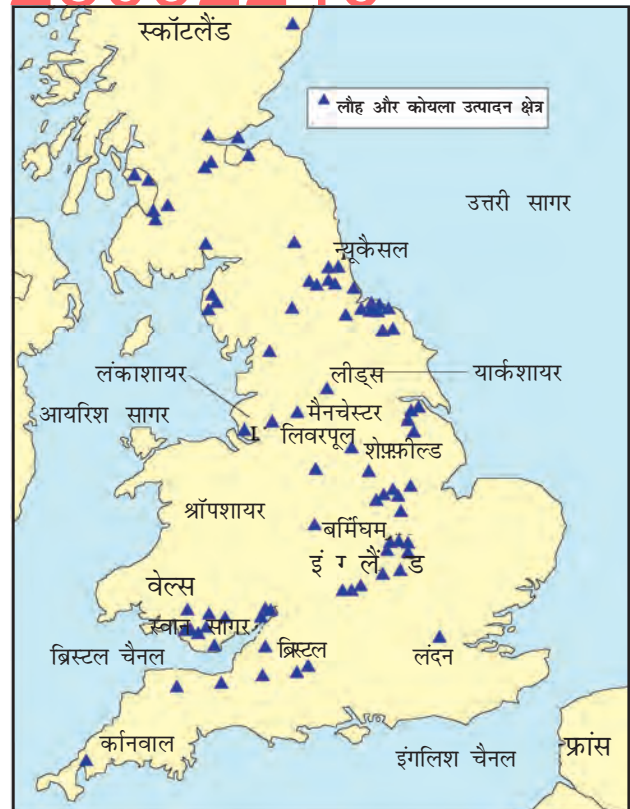 स्कॉटलैंड
लौह और कोयला उत्पादन क्षेत्र
उत्तरी सागर
न्यूकैसल
लंकाशायर
लीड्स
यार्कशायर
आयरिश सागर
मैनचेस्टर
लिवरपूल
शेफ़्फ़ील्ड
श्रॉपशायर
बर्मिंघम
इंगलैंड
वेल्स
स्वान सागर
ब्रिस्टल चैनल
ब्रिस्टल
लंदन
कॉर्नवाल
इंगलिश चैनल
फ्रांस